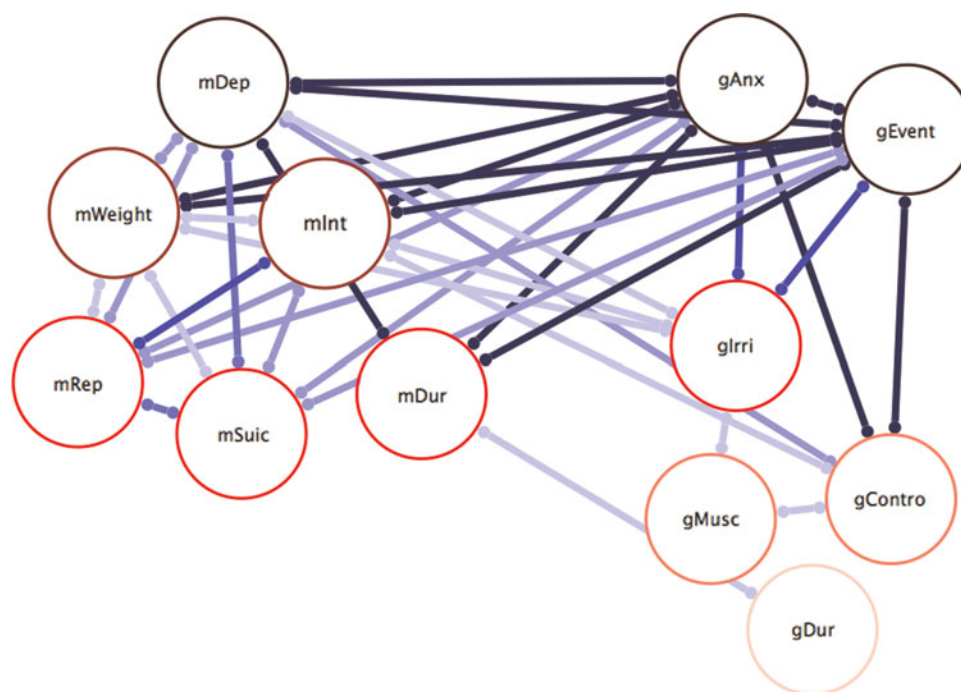 mDep
gAnx
gEvent
mWeight
mInt
gIrri
mRep
mDur
mSuic
gContro
gMusc
gDur